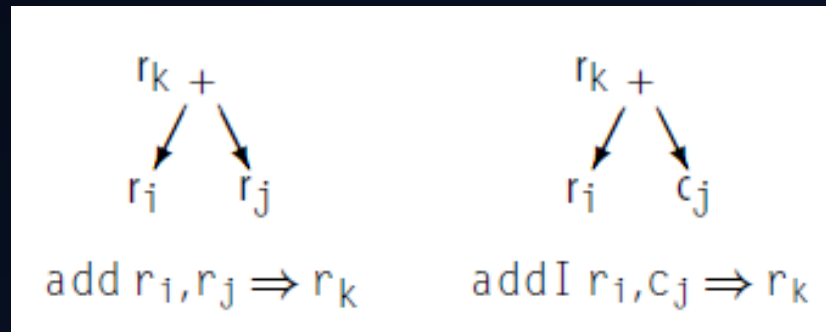 rk + rk +
ri rj ri cj
add ri,rj ⇒ rk addI ri,cj ⇒ rk